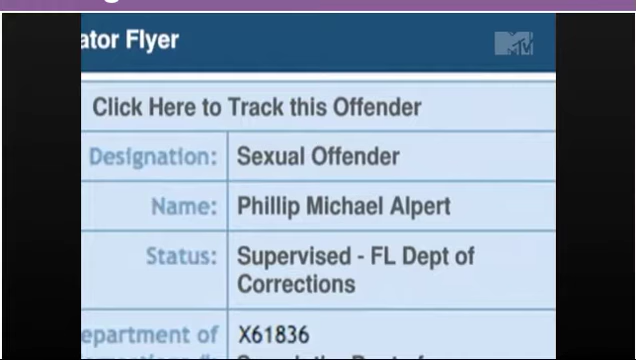 ator Flyer
MTV
Click Here to Track this Offender
Designation: Sexual Offender
Name: Phillip Michael Alpert
Status: Supervised - FL Dept of
Corrections
epartment of X61836